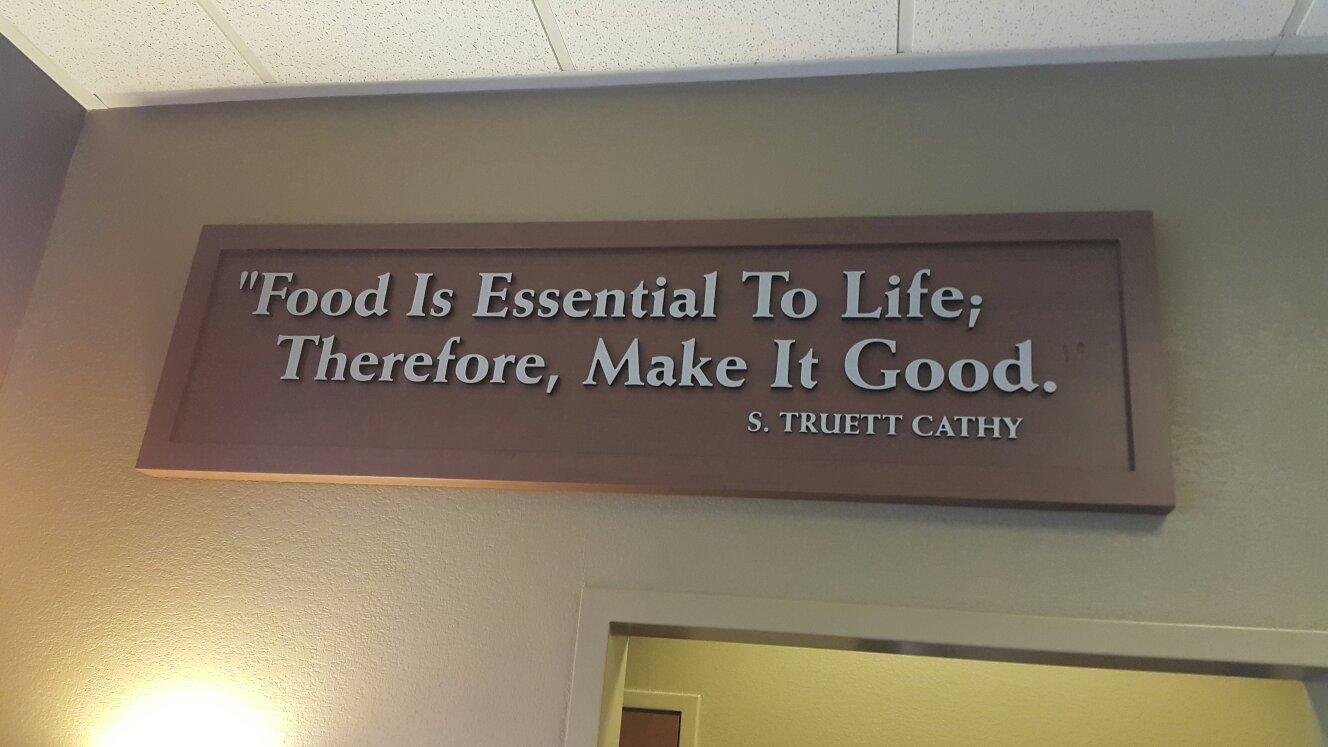 "Food Is Essential To Life;
Therefore, Make It Good.
S. TRUETT CATHY